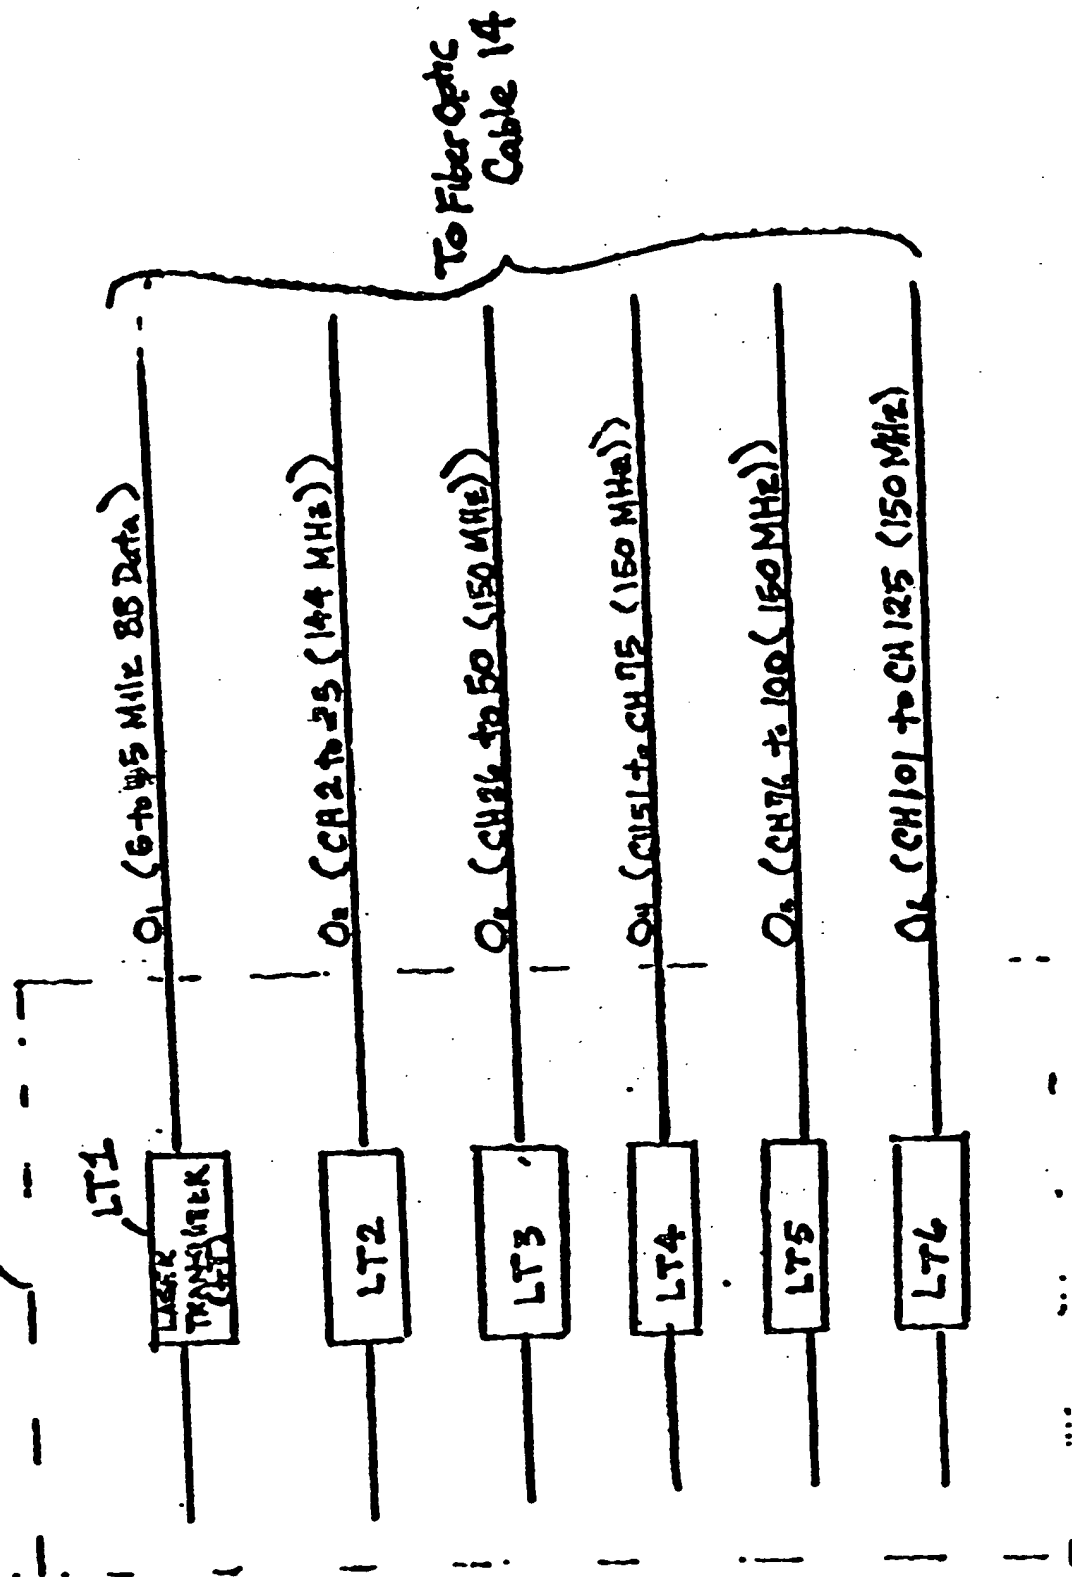 LT1
LASER
TRANSMITTER
(LT)
O1 (6 to 45 MHz BB Data)
LT2
O2 (CH2 to 25 (144 MHz))
LT3
(CH26 to 50 (150 MHz))
LT4
O4 (CH51 to CH75 (150 MHz))
LT5
O5 (CH76 to 100 (150 MHz))
LT6
(CH101 to CH125 (150 MHz)
To Fiber Optic
Cable 14